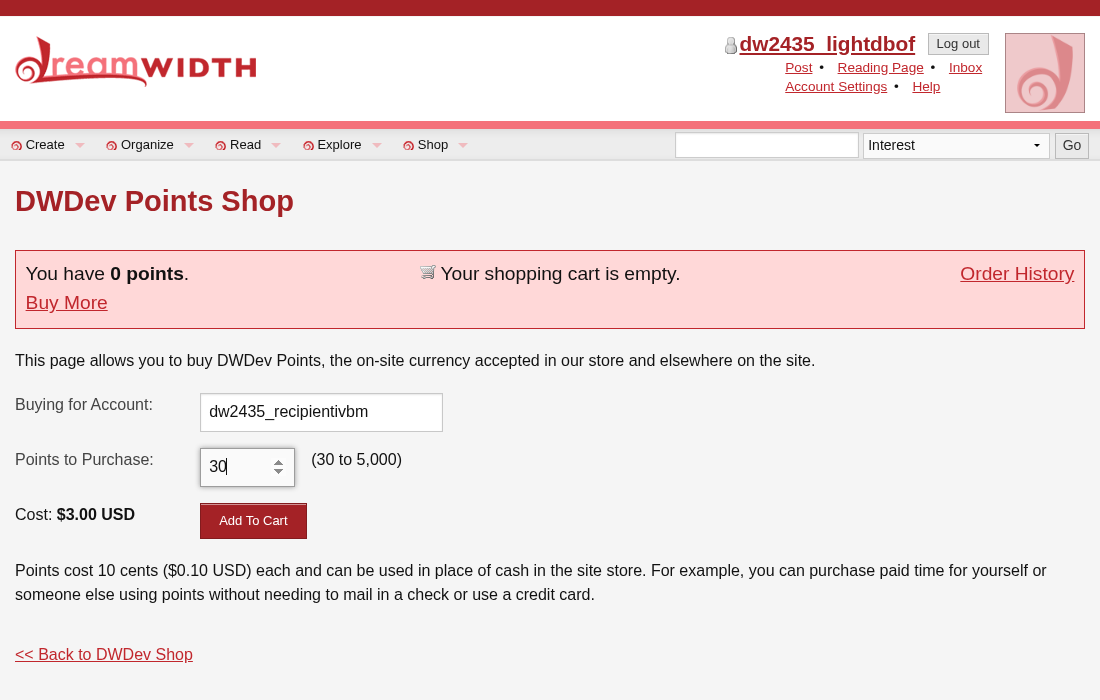 dreamWIDTH
dw2435_lightdbof Log out
Post • Reading Page • Inbox
Account Settings • Help
Create Organize Read Explore Shop Interest Go
DWDev Points Shop
You have 0 points. Your shopping cart is empty. Order History
Buy More
This page allows you to buy DWDev Points, the on-site currency accepted in our store and elsewhere on the site.
Buying for Account: dw2435_recipientivbm
Points to Purchase: 30 (30 to 5,000)
Cost: $3.00 USD Add To Cart
Points cost 10 cents ($0.10 USD) each and can be used in place of cash in the site store. For example, you can purchase paid time for yourself or
someone else using points without needing to mail in a check or use a credit card.
<< Back to DWDev Shop